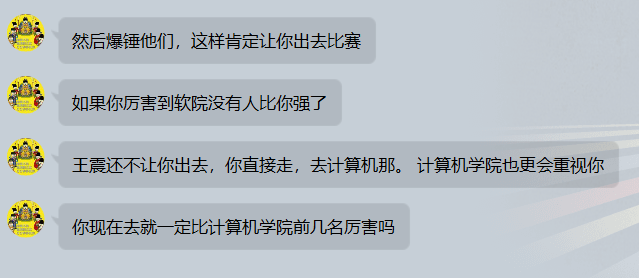 然后爆锤他们，这样肯定让你出去比赛
如果你厉害到软院没有人比你强了
王震还不让你出去，你直接走，去计算机那。 计算机学院也更会重视你
你现在去就一定比计算机学院前几名厉害吗